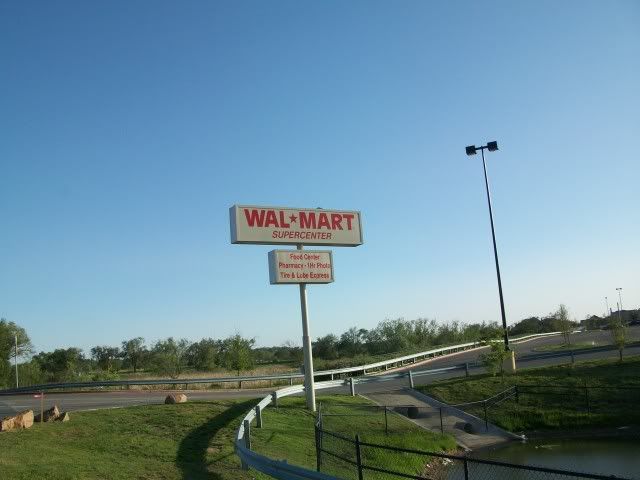 WAL★MART
SUPERCENTER
Food Center
Pharmacy - 1Hr Photo
Tire & Lube Express